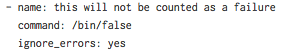 - name: this will not be counted as a failure
command: /bin/false
ignore_errors: yes